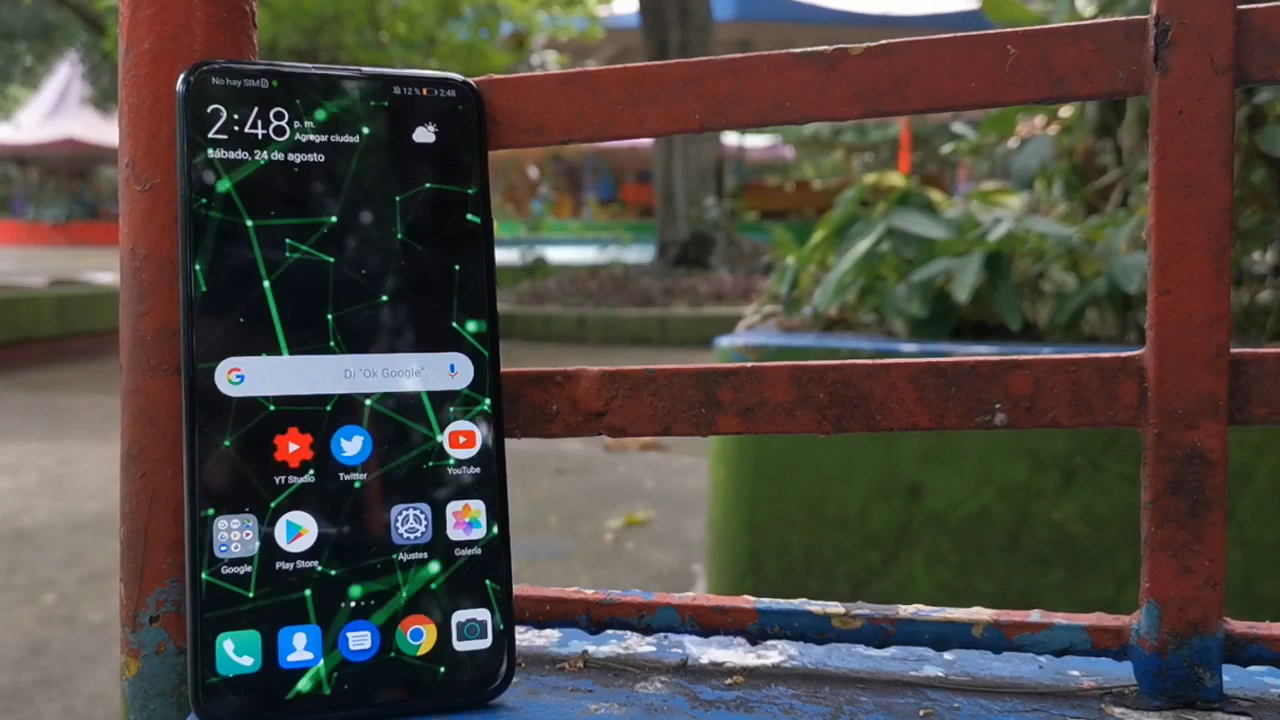 No hay SIM
12 % 2:48
2:48 p. m.
Agregar ciudad
sábado, 24 de agosto
Di "Ok Google".
YT Studio
Twitter
YouTube
Google
Play Store
Ajustes
Galería